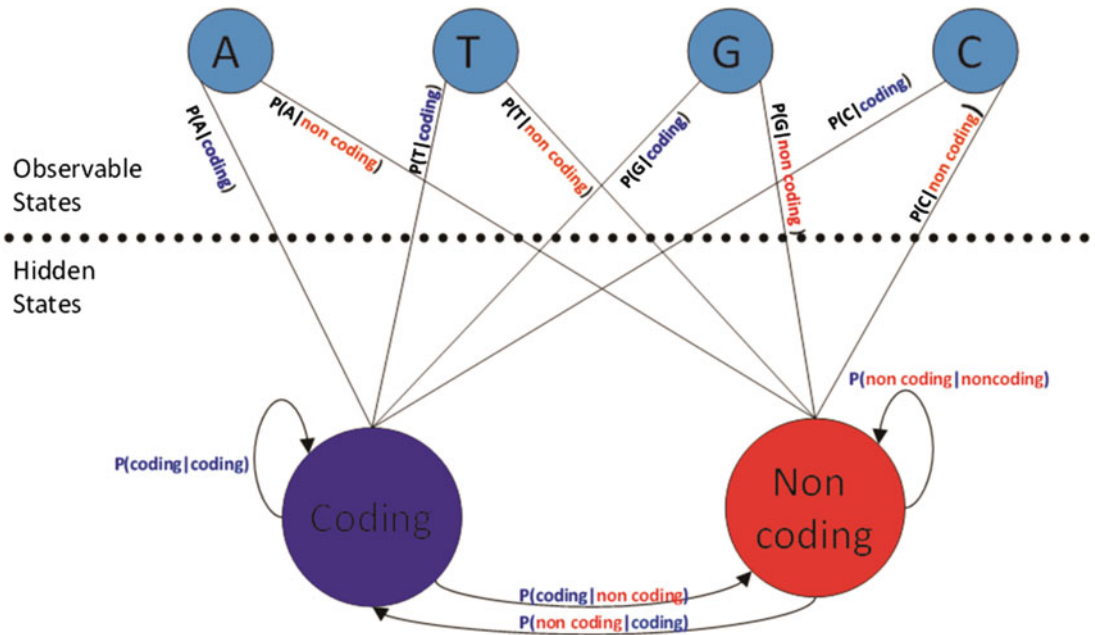 A
T
G
C
P(A|coding)
P(A|non coding)
P(T|coding)
P(T|non coding)
P(G|coding)
P(G|non coding)
P(C|coding)
P(C|non coding)
Observable
States
Hidden
States
P(non coding|noncoding)
P(coding|coding)
Coding
Non
coding
P(coding|non coding)
P(non coding|coding)